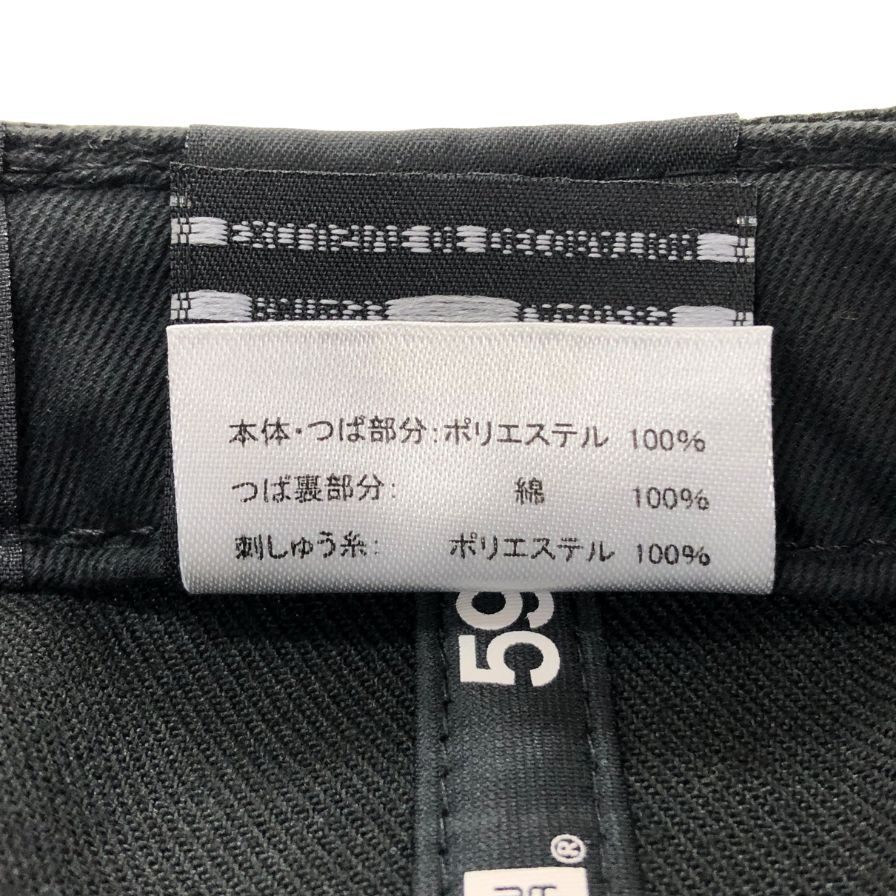 本体・つば部分：ポリエステル 100%
つば裏部分： 綿 100%
刺しゅう糸： ポリエステル 100%
59
®